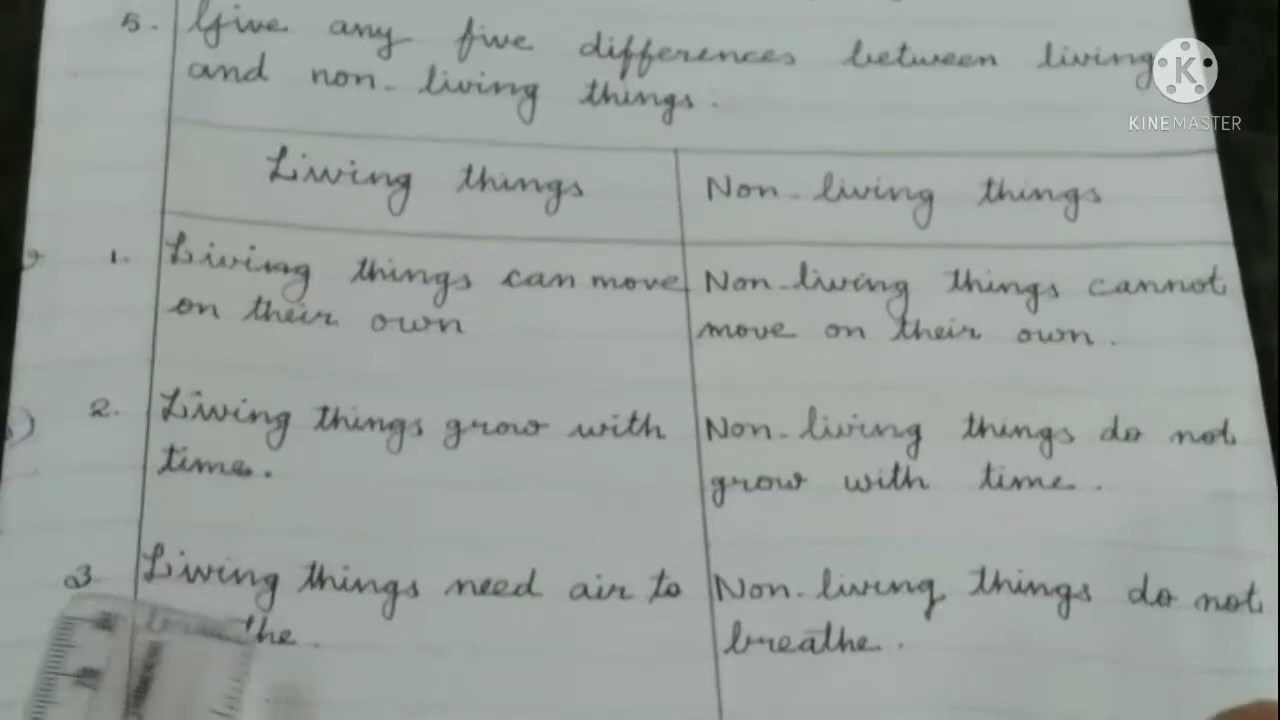 5. Give any five differences between living
and non-living things.
KINEMASTER
Living things
Non-living things
1. Living things can move
on their own
Non-living things cannot
move on their own.
2. Living things grow with
time.
Non-living things do not
grow with time.
3 Living things need air to
the.
Non-living things do not
breathe.